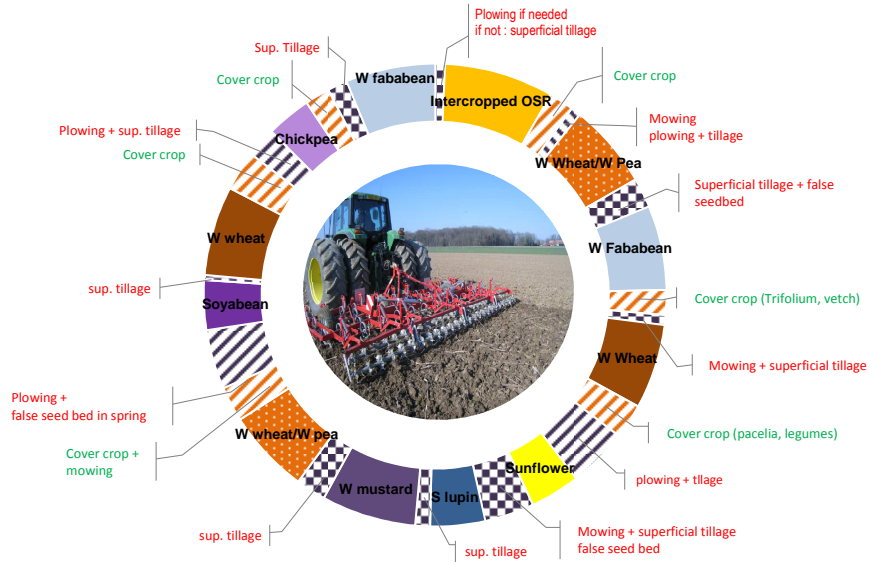 Plowing if needed
if not : superficial tillage
Sup. Tillage
W fababean
Intercropped OSR
Cover crop
Cover crop
Mowing
plowing + tillage
Plowing + sup. tillage
Chickpea
W Wheat/W Pea
Cover crop
Superficial tillage + false
seedbed
W wheat
W Fababean
sup. tillage
Soyabean
Cover crop (Trifolium, vetch)
W Wheat
Mowing + superficial tillage
Plowing +
false seed bed in spring
W wheat/W pea
Cover crop (pacelia, legumes)
Cover crop +
mowing
Sunflower
plowing + tllage
W mustard
S lupin
sup. tillage
sup. tillage
Mowing + superficial tillage
false seed bed